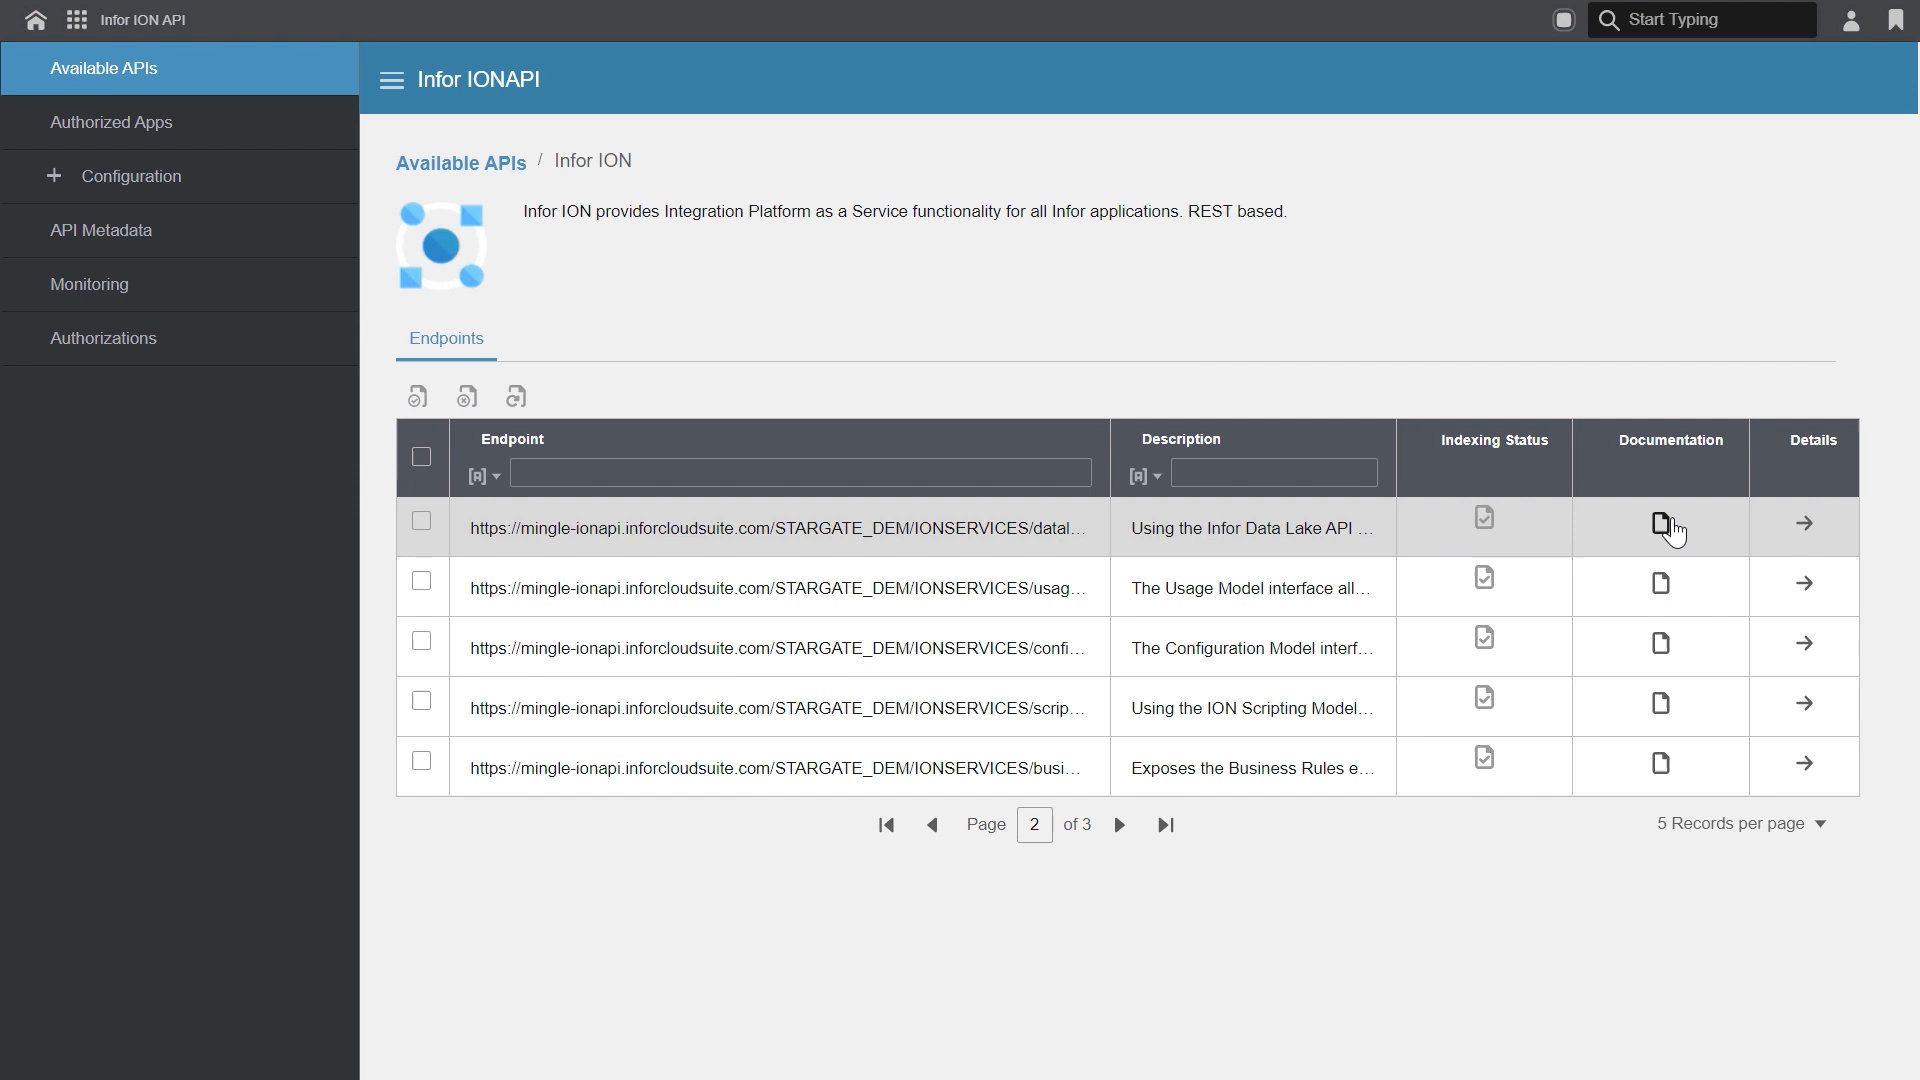 Infor ION API
Start Typing
Available APIs
Authorized Apps
Configuration
API Metadata
Monitoring
Authorizations
Infor IONAPI
Available APIs / Infor ION
Infor ION provides Integration Platform as a Service functionality for all Infor applications. REST based.
Endpoints
Endpoint Description Indexing Status Documentation Details
https://mingle-ionapi.inforcloudsuite.com/STARGATE_DEM/IONSERVICES/datal... Using the Infor Data Lake API ...
https://mingle-ionapi.inforcloudsuite.com/STARGATE_DEM/IONSERVICES/usag... The Usage Model interface all...
https://mingle-ionapi.inforcloudsuite.com/STARGATE_DEM/IONSERVICES/confi... The Configuration Model interf...
https://mingle-ionapi.inforcloudsuite.com/STARGATE_DEM/IONSERVICES/scrip... Using the ION Scripting Model...
https://mingle-ionapi.inforcloudsuite.com/STARGATE_DEM/IONSERVICES/busi... Exposes the Business Rules e...
Page 2 of 3 5 Records per page